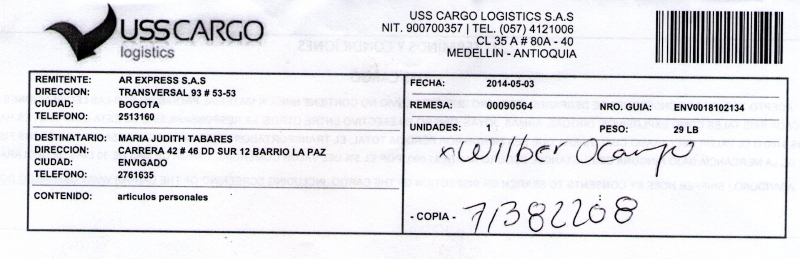 USSCARGO
logistics
USS CARGO LOGISTICS S.A.S
NIT. 900700357 | TEL. (057) 4121006
CL 35 A # 80A - 40
MEDELLIN - ANTIOQUIA
REMITENTE: AR EXPRESS S.A.S
DIRECCION: TRANSVERSAL 93 # 53-53
CIUDAD: BOGOTA
TELEFONO: 2513160
DESTINATARIO: MARIA JUDITH TABARES
DIRECCION: CARRERA 42 # 46 DD SUR 12 BARRIO LA PAZ
CIUDAD: ENVIGADO
TELEFONO: 2761635
CONTENIDO: articulos personales
FECHA: 2014-05-03
REMESA: 00090564 NRO. GUIA: ENV0018102134
UNIDADES: 1 PESO: 29 LB
Wilber Ocampo
- COPIA - 71382208